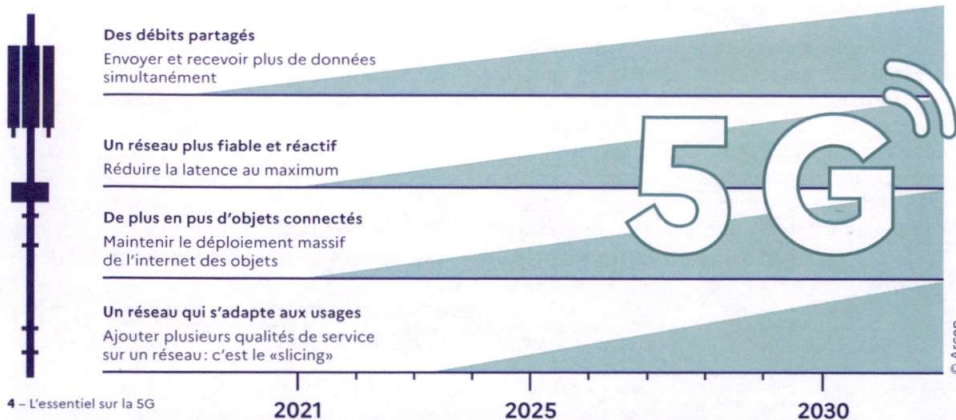 Des débits partagés
Envoyer et recevoir plus de données
simultanément
Un réseau plus fiable et réactif
Réduire la latence au maximum
De plus en pus d'objets connectés
Maintenir le déploiement massif
de l'internet des objets
Un réseau qui s'adapte aux usages
Ajouter plusieurs qualités de service
sur un réseau : c'est le «slicing»
5G
© Arcep
2021
2025
2030
4 – L'essentiel sur la 5G